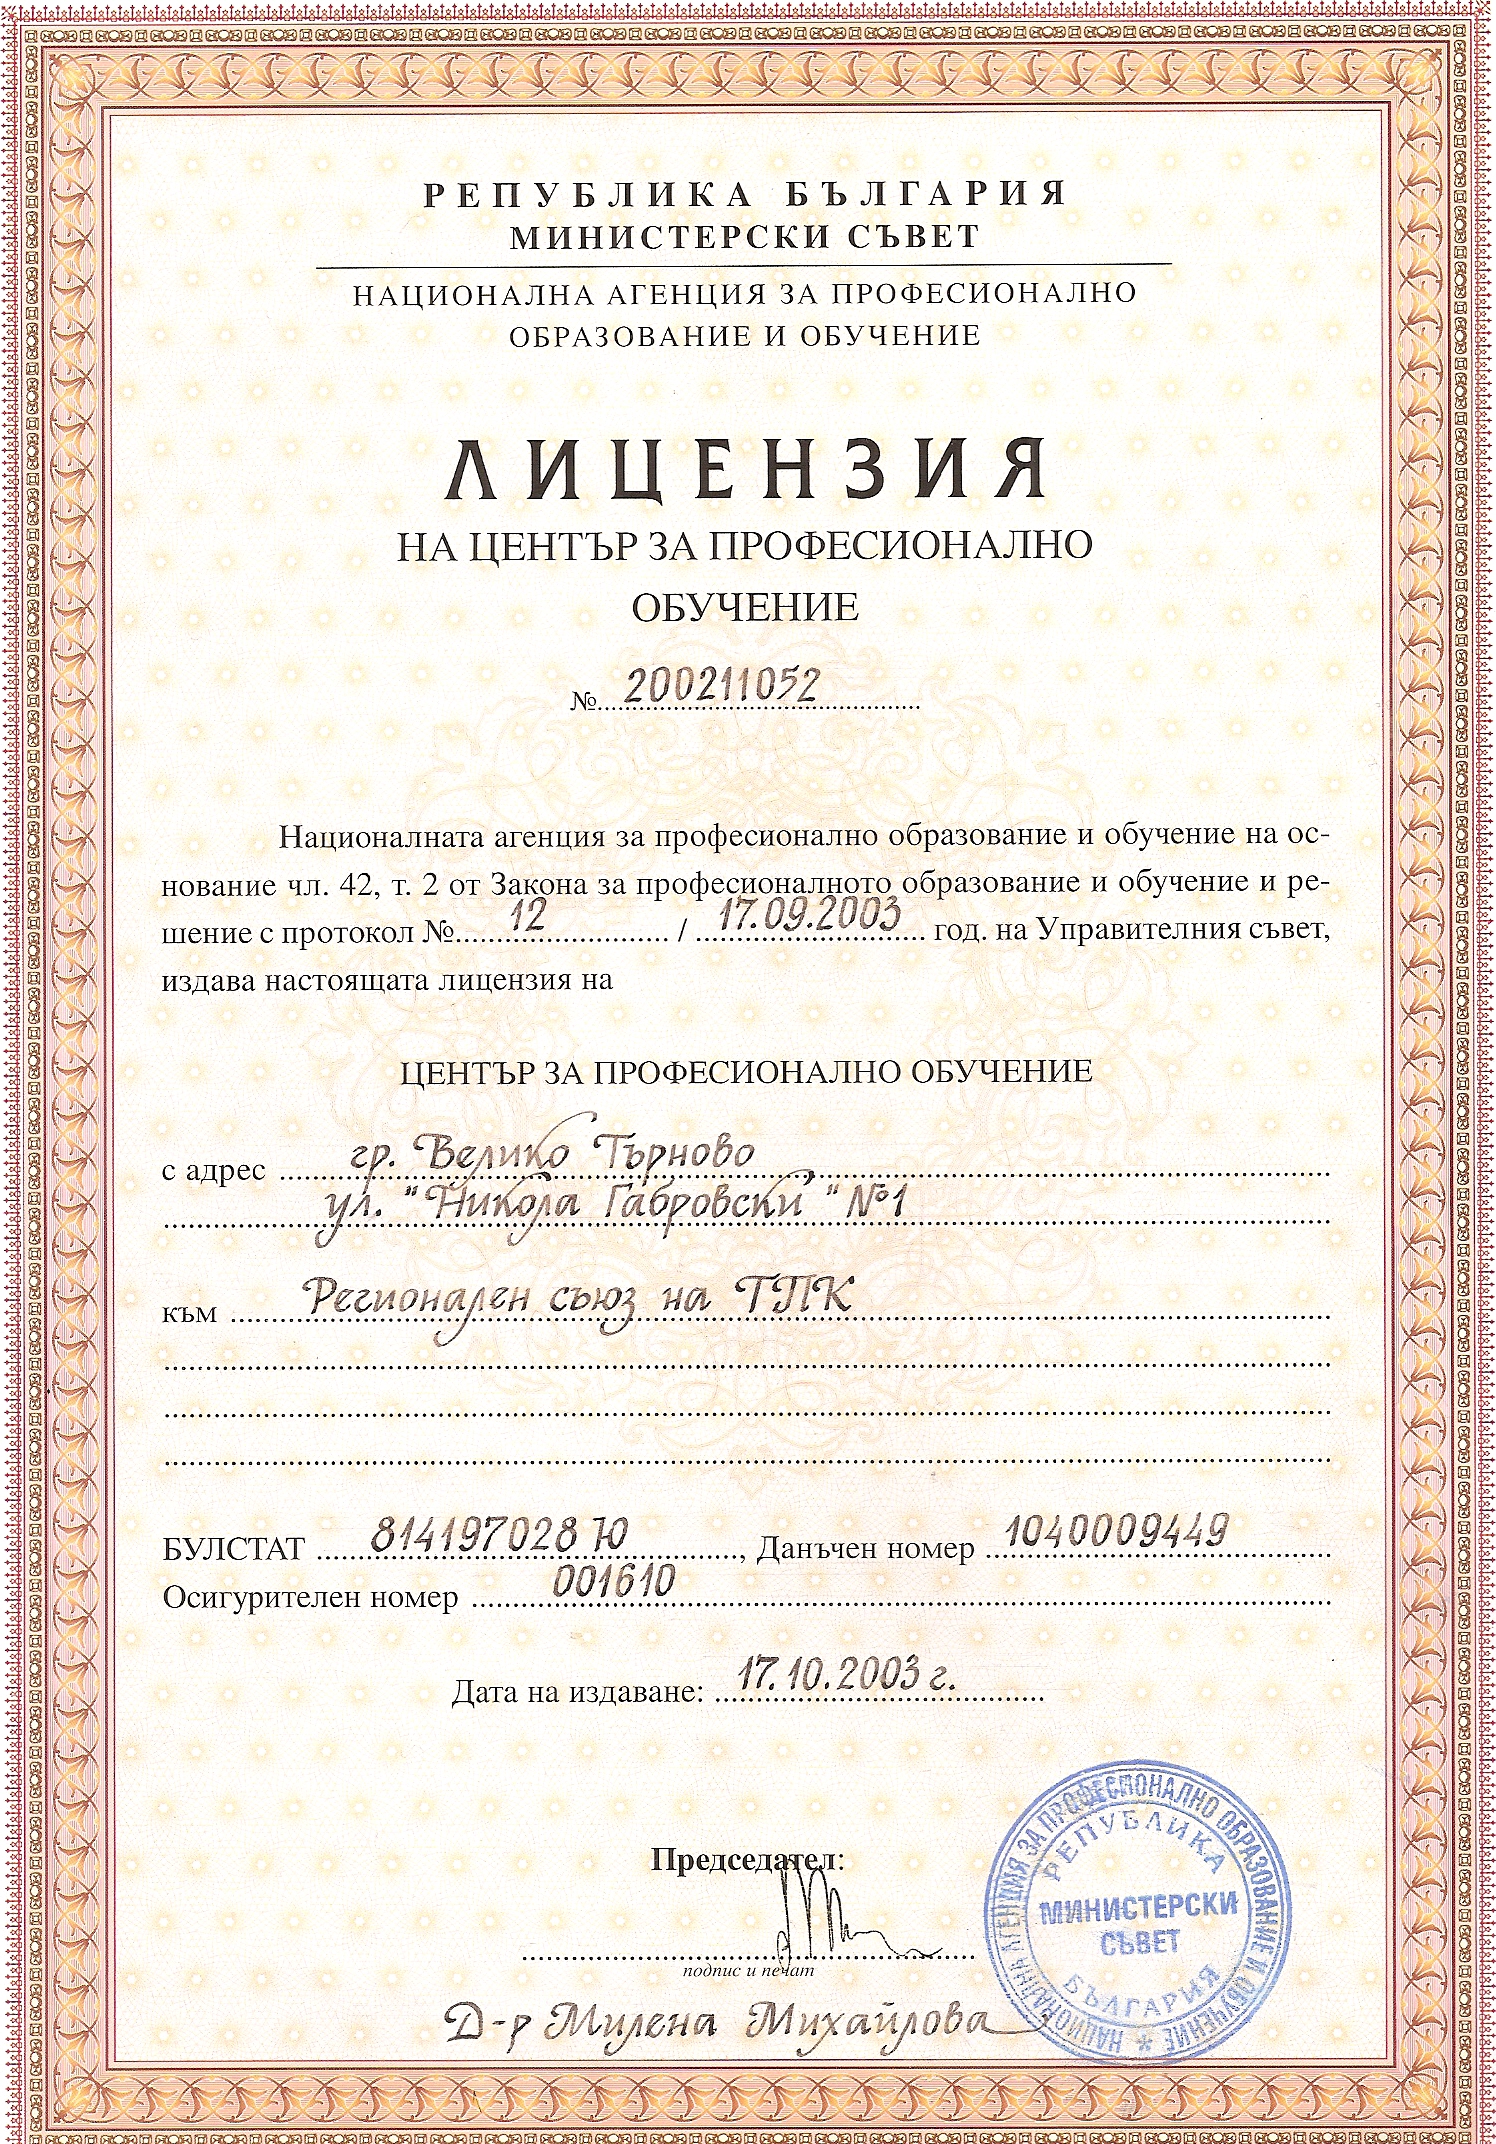 РЕПУБЛИКА БЪЛГАРИЯ
МИНИСТЕРСКИ СЪВЕТ
НАЦИОНАЛНА АГЕНЦИЯ ЗА ПРОФЕСИОНАЛНО
ОБРАЗОВАНИЕ И ОБУЧЕНИЕ
ЛИЦЕНЗИЯ
НА ЦЕНТЪР ЗА ПРОФЕСИОНАЛНО
ОБУЧЕНИЕ
№ 200211052
Националната агенция за професионално образование и обучение на ос-
нование чл. 42, т. 2 от Закона за професионалното образование и обучение и ре-
шение с протокол № 12 / 17.09.2003 год. на Управителния съвет,
издава настоящата лицензия на
ЦЕНТЪР ЗА ПРОФЕСИОНАЛНО ОБУЧЕНИЕ
с адрес гр. Велико Търново
ул. "Никола Габровски" №1
към Регионален съюз на ТПК
БУЛСТАТ 814197028 Ю, Данъчен номер 1040009449
Осигурителен номер 001610
Дата на издаване: 17.10.2003 г.
Председател:
подпис и печат
Д-р Милена Михайлова
НАЦИОНАЛНА АГЕНЦИЯ ЗА ПРОФЕСИОНАЛНО ОБРАЗОВАНИЕ И ОБУЧЕНИЕ
РЕПУБЛИКА
МИНИСТЕРСКИ
СЪВЕТ
БЪЛГАРИЯ